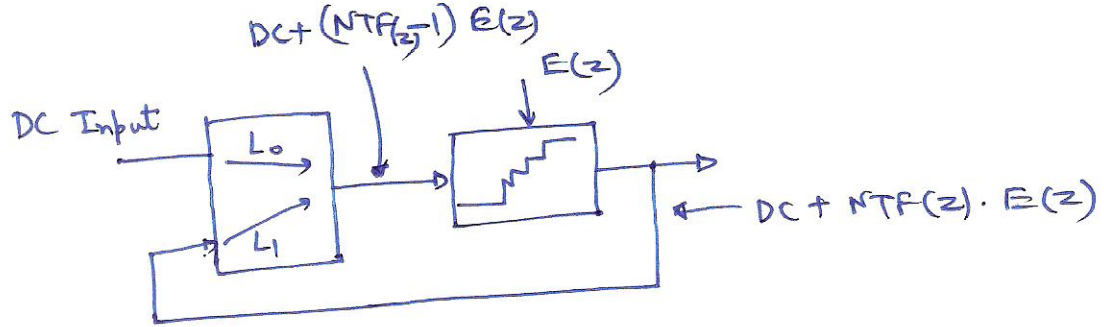 DC+ (NTF(z)-1) E(z)
E(z)
DC Input
L₀
L₁
DC + NTF(z) · E(z)